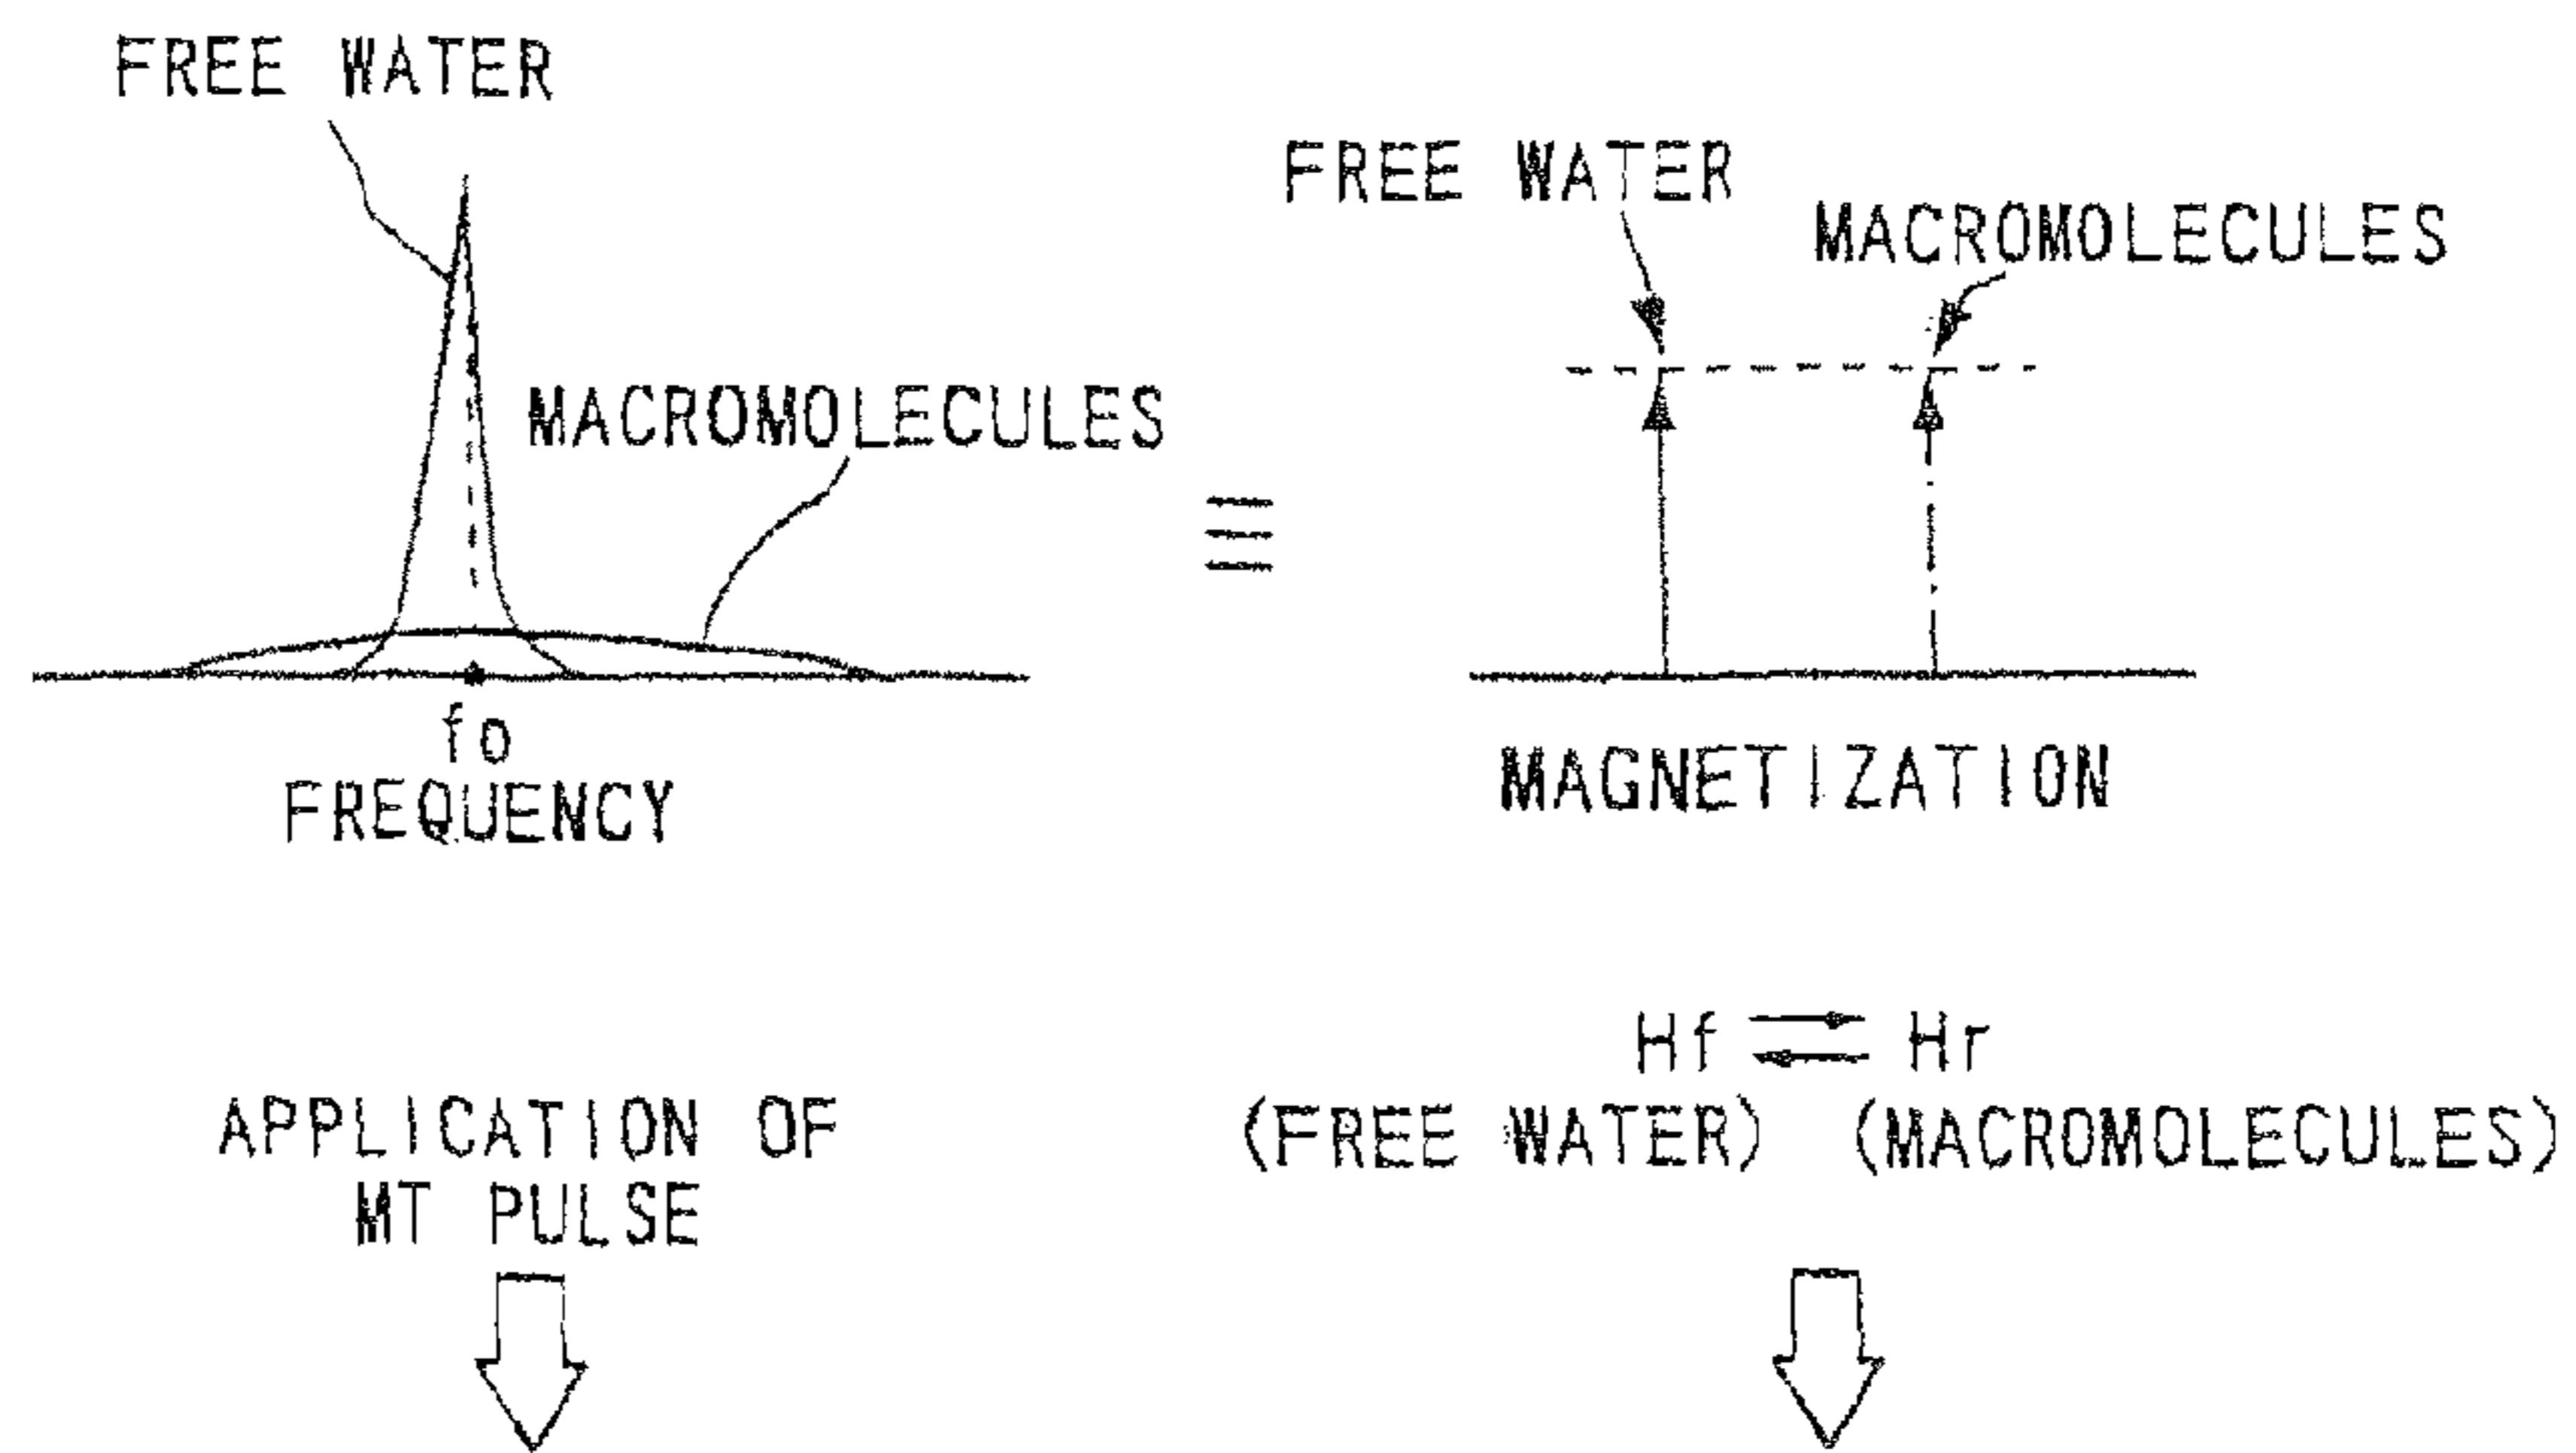 FREE WATER
MACROMOLECULES
fo
FREQUENCY
≡
FREE WATER
MACROMOLECULES
MAGNETIZATION
APPLICATION OF
MT PULSE
Hf ⇄ Hr
(FREE WATER) (MACROMOLECULES)